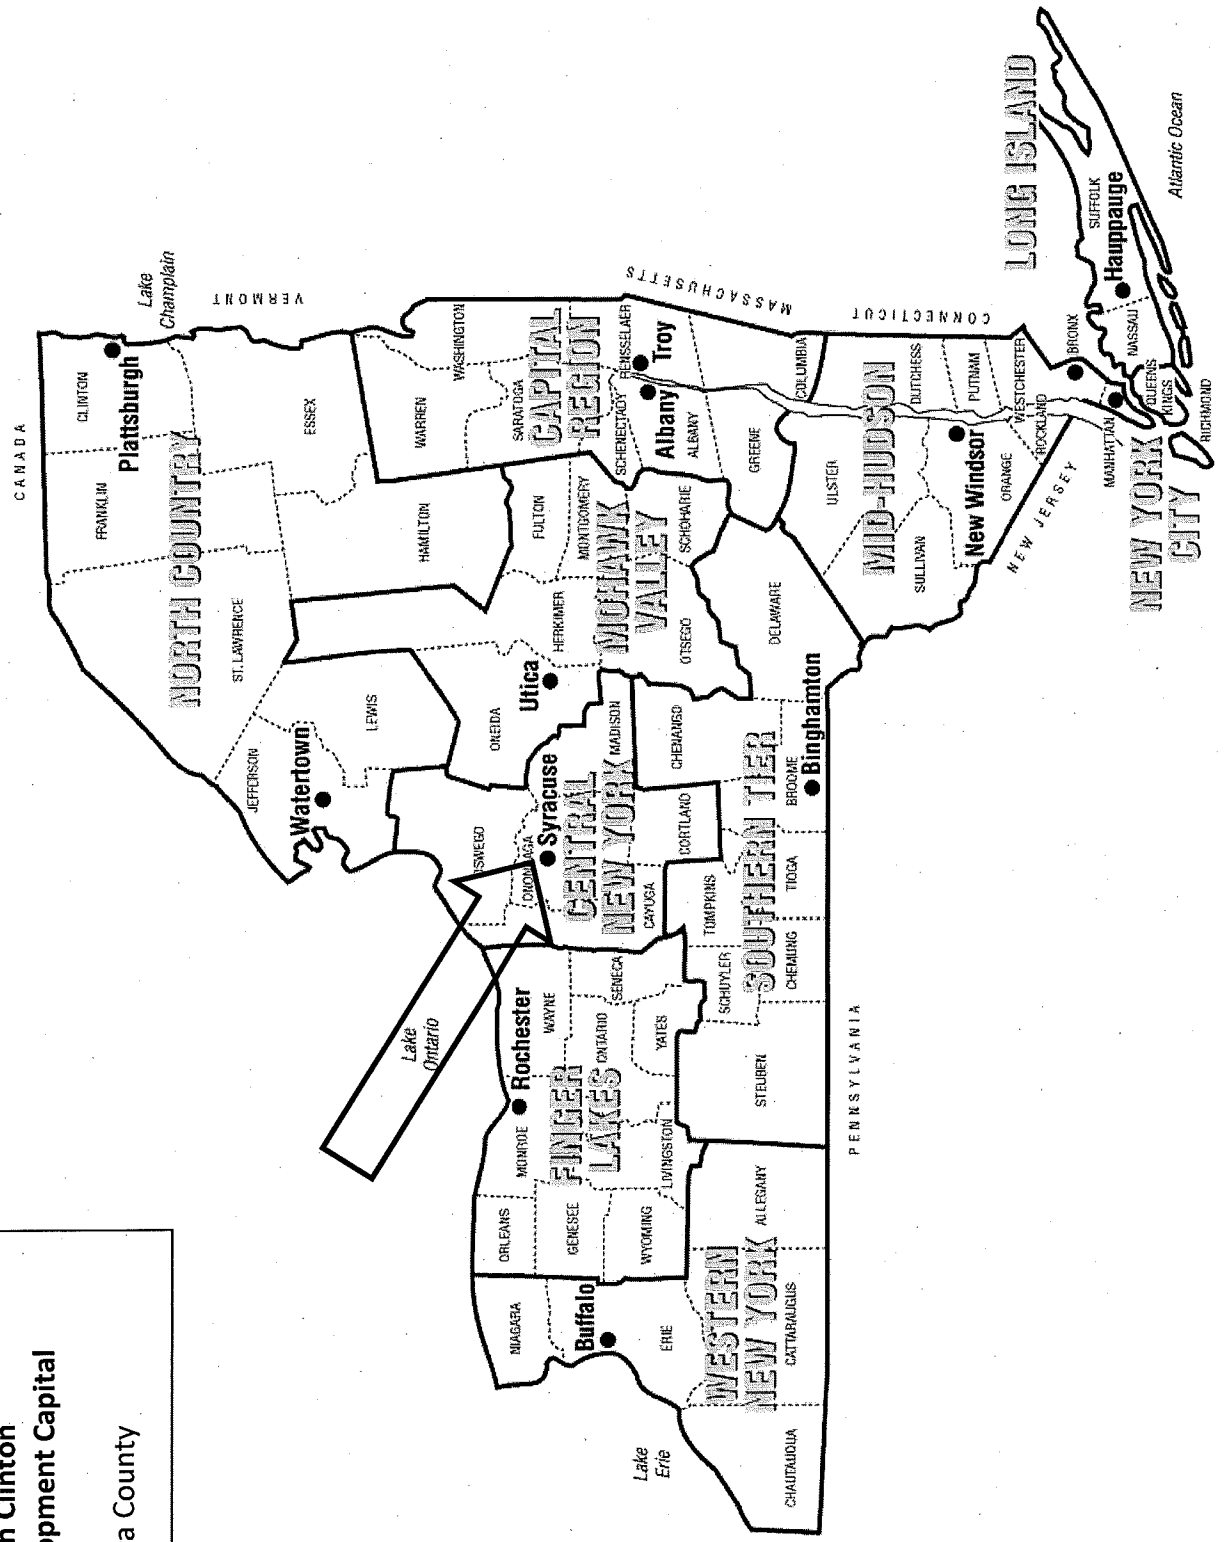 n Clinton
opment Capital
a County
CANADA
Lake
Champlain
VERMONT
CLINTON
FRANKLIN
Plattsburgh
NORTH COUNTRY
ESSEX
ST. LAWRENCE
HAMILTON
JEFFERSON
Watertown
LEWIS
WARREN
WASHINGTON
SARATOGA
CAPITAL
REGION
FULTON
MONTGOMERY
SCHENECTADY
RENSSELAER
Troy
Albany
ALBANY
MASSACHUSETTS
HERKIMER
MOHAWK
VALLEY
SCHOHARIE
OTSEGO
ONEIDA
Utica
GREENE
COLUMBIA
Lake
Ontario
SWEGO
Syracuse
CENTRAL
NEW YORK
MADISON
CAYUGA
CORTLAND
CHENANGO
DELAWARE
Rochester
MONROE
WAYNE
FINGER
LAKES
ONTARIO
SENECA
YATES
LIVINGSTON
ORLEANS
GENESEE
WYOMING
NIAGARA
Buffalo
ERIE
WESTERN
NEW YORK
ALLEGANY
CATTARAUGUS
CHAUTAUQUA
Lake
Erie
STEUBEN
SCHUYLER
TOMPKINS
SOUTHERN TIER
CHEMUNG
TIOGA
BROOME
Binghamton
PENNSYLVANIA
ULSTER
MID-HUDSON
DUTCHESS
SULLIVAN
New Windsor
ORANGE
PUTNAM
WESTCHESTER
ROCKLAND
CONNECTICUT
NEW JERSEY
BRONX
MANHATTAN
NEW YORK
CITY
QUEENS
KINGS
RICHMOND
LONG ISLAND
NASSAU
SUFFOLK
Hauppauge
Atlantic Ocean